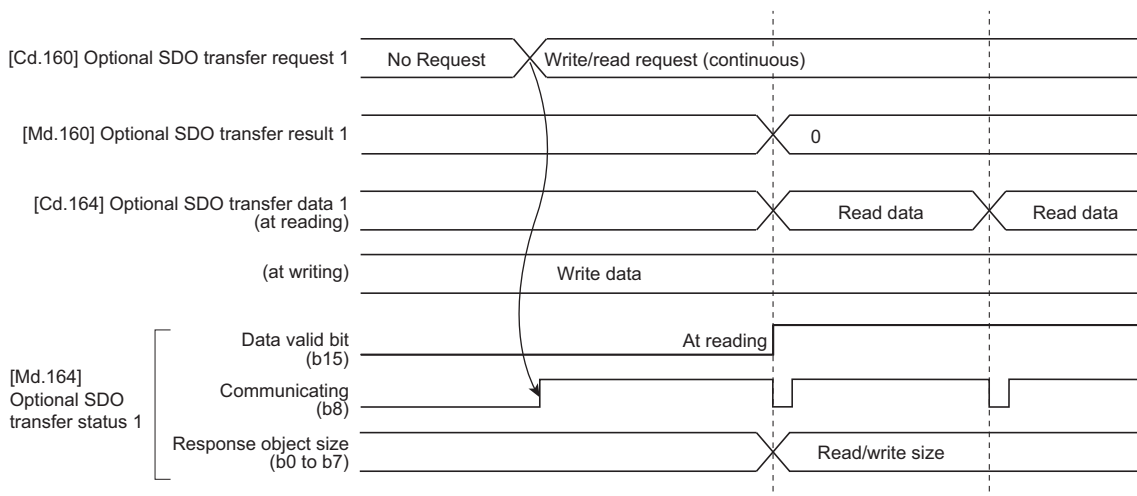 [Cd.160] Optional SDO transfer request 1
No Request
Write/read request (continuous)
[Md.160] Optional SDO transfer result 1
0
[Cd.164] Optional SDO transfer data 1
(at reading)
Read data
Read data
(at writing)
Write data
[Md.164]
Optional SDO
transfer status 1
Data valid bit
(b15)
At reading
Communicating
(b8)
Response object size
(b0 to b7)
Read/write size